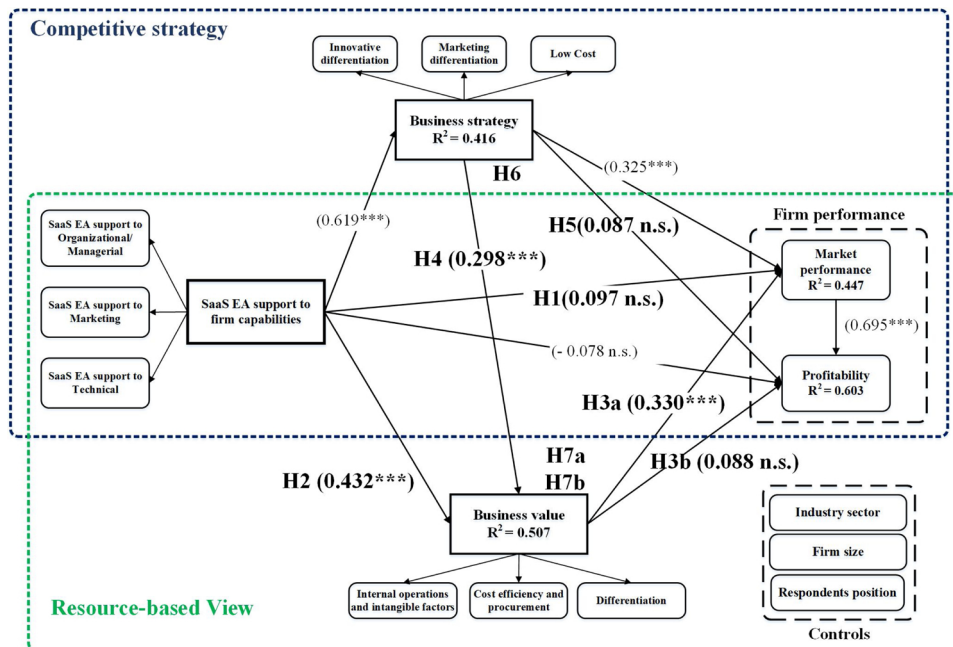 Competitive strategy
Innovative
differentiation
Marketing
differentiation
Low Cost
Business strategy
R² = 0.416
H6
(0.325***)
(0.619***)
SaaS EA support to
Organizational/
Managerial
SaaS EA support to
Marketing
SaaS EA support to
Technical
SaaS EA support to
firm capabilities
H4 (0.298***)
H5(0.087 n.s.)
H1(0.097 n.s.)
(- 0.078 n.s.)
Firm performance
Market
performance
R² = 0.447
(0.695***)
Profitability
R² = 0.603
H3a (0.330***)
H3b (0.088 n.s.)
H2 (0.432***)
H7a
H7b
Business value
R² = 0.507
Internal operations
and intangible factors
Cost efficiency and
procurement
Differentiation
Industry sector
Firm size
Respondents position
Controls
Resource-based View